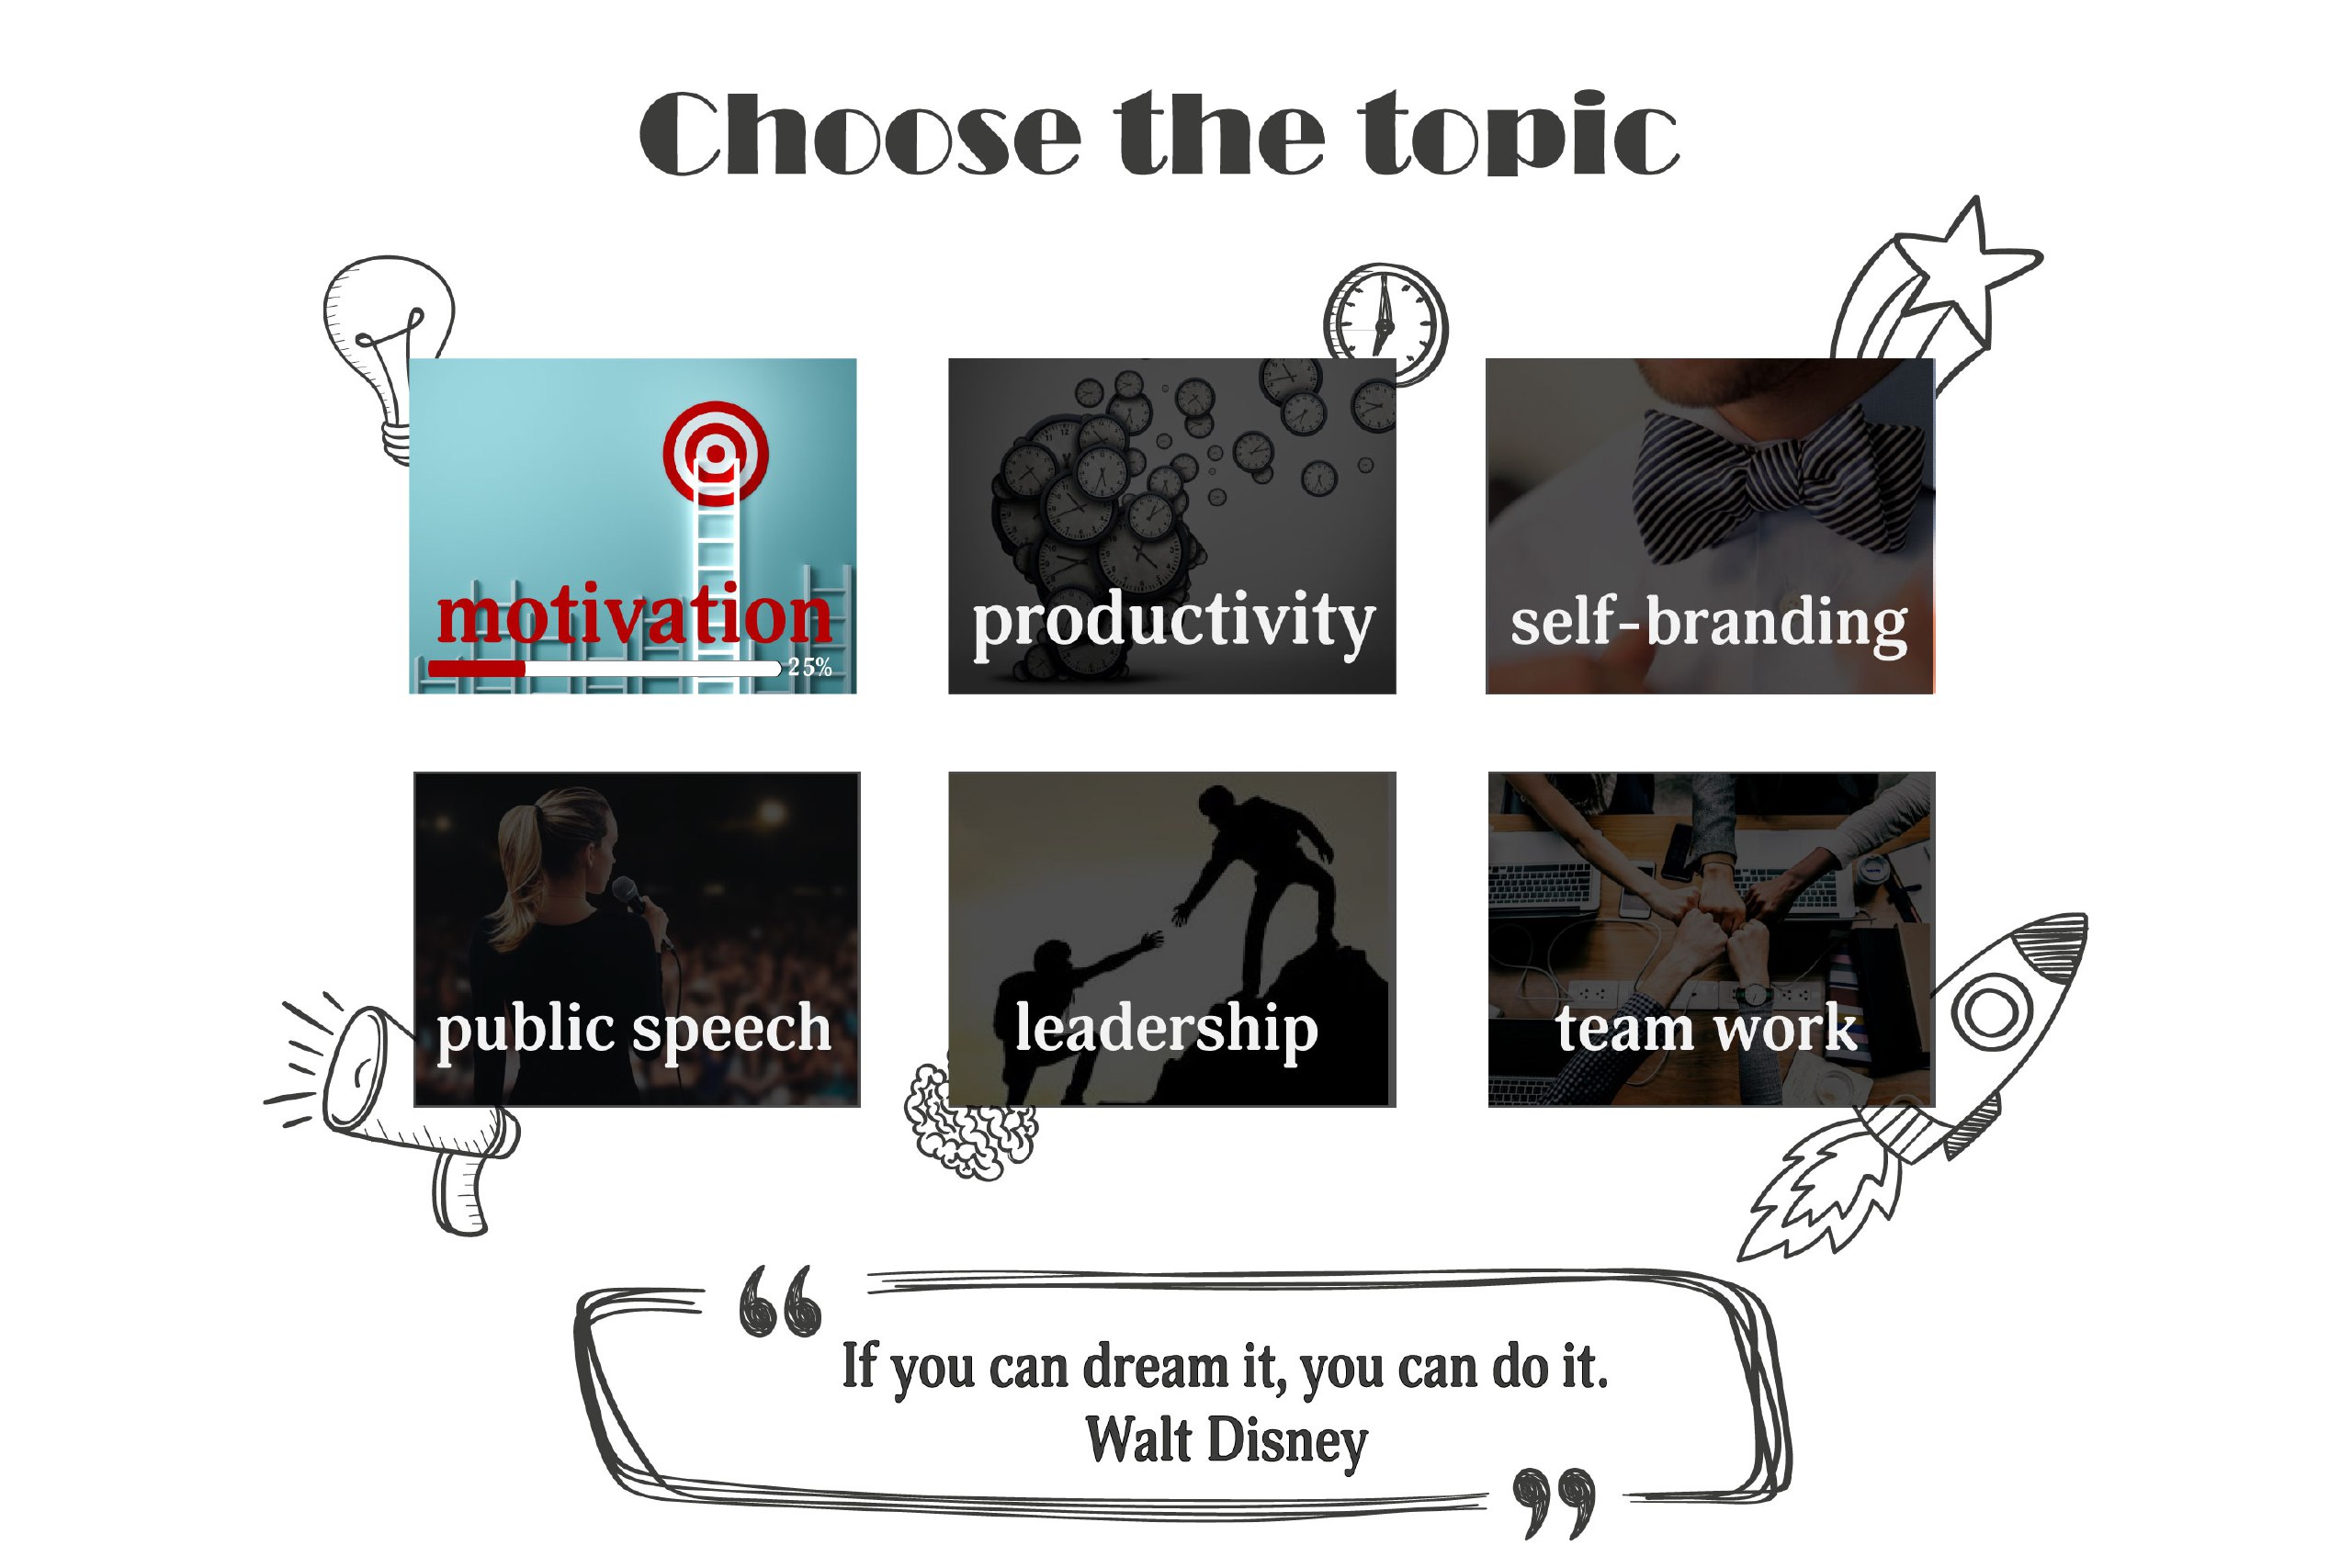 Choose the topic
motivation
25%
productivity
self-branding
public speech
leadership
team work
If you can dream it, you can do it.
Walt Disney